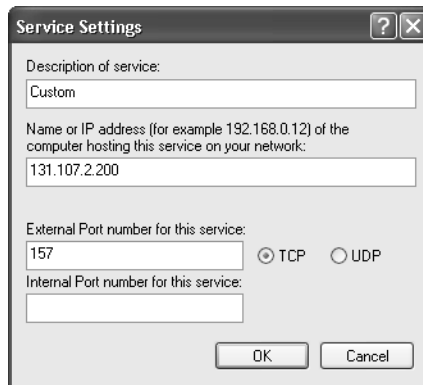 Service Settings
Description of service:
Custom
Name or IP address (for example 192.168.0.12) of the
computer hosting this service on your network:
131.107.2.200
External Port number for this service:
157
TCP
UDP
Internal Port number for this service:
OK
Cancel